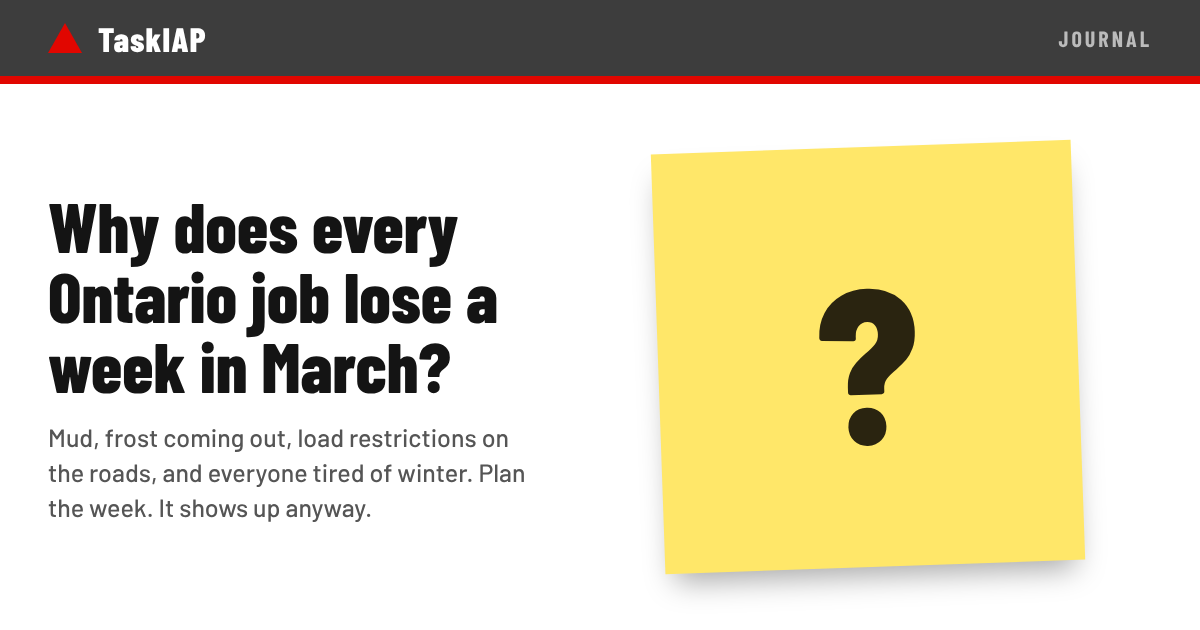 TaskIAP
JOURNAL
Why does every
Ontario job lose a
week in March?
Mud, frost coming out, load restrictions on
the roads, and everyone tired of winter. Plan
the week. It shows up anyway.
?